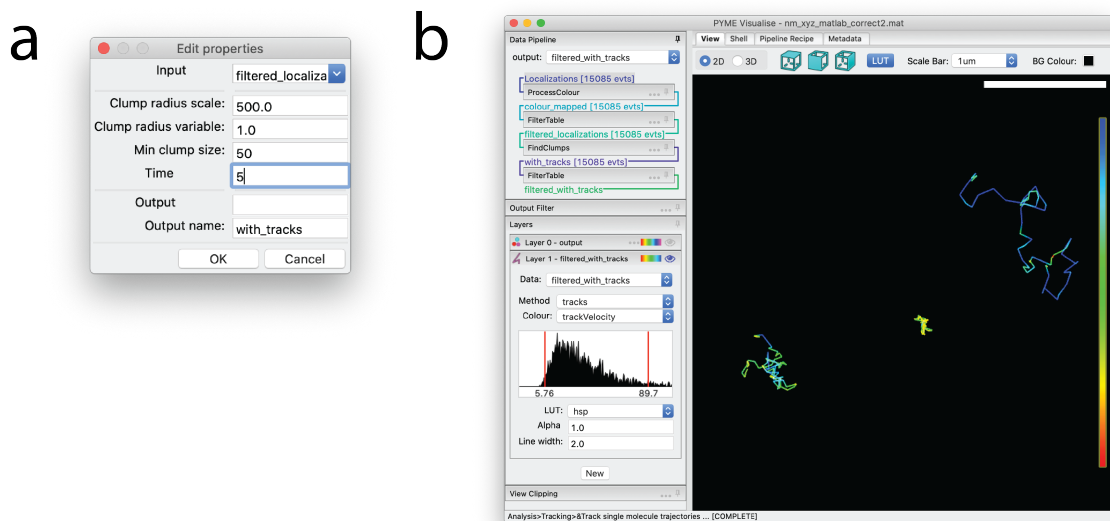 a
Edit properties
Input filtered_localiza
Clump radius scale: 500.0
Clump radius variable: 1.0
Min clump size: 50
Time 5
Output
Output name: with_tracks
OK Cancel
b
PYME Visualise - nm_xyz_matlab_correct2.mat
Data Pipeline
output: filtered_with_tracks
Localizations [15085 evts]
ProcessColour ...
colour_mapped [15085 evts]
FilterTable ...
filtered_localizations [15085 evts]
FindClumps ...
with_tracks [15085 evts]
FilterTable ...
filtered_with_tracks
Output Filter ...
Layers
Layer 0 - output ...
Layer 1 - filtered_with_tracks
Data: filtered_with_tracks
Method tracks
Colour: trackVelocity
5.76 89.7
LUT: hsp
Alpha 1.0
Line width: 2.0
New
View Clipping ...
View Shell Pipeline Recipe Metadata
2D 3D LUT Scale Bar: 1um BG Colour:
Analysis>Tracking>&Track single molecule trajectories ... [COMPLETE]